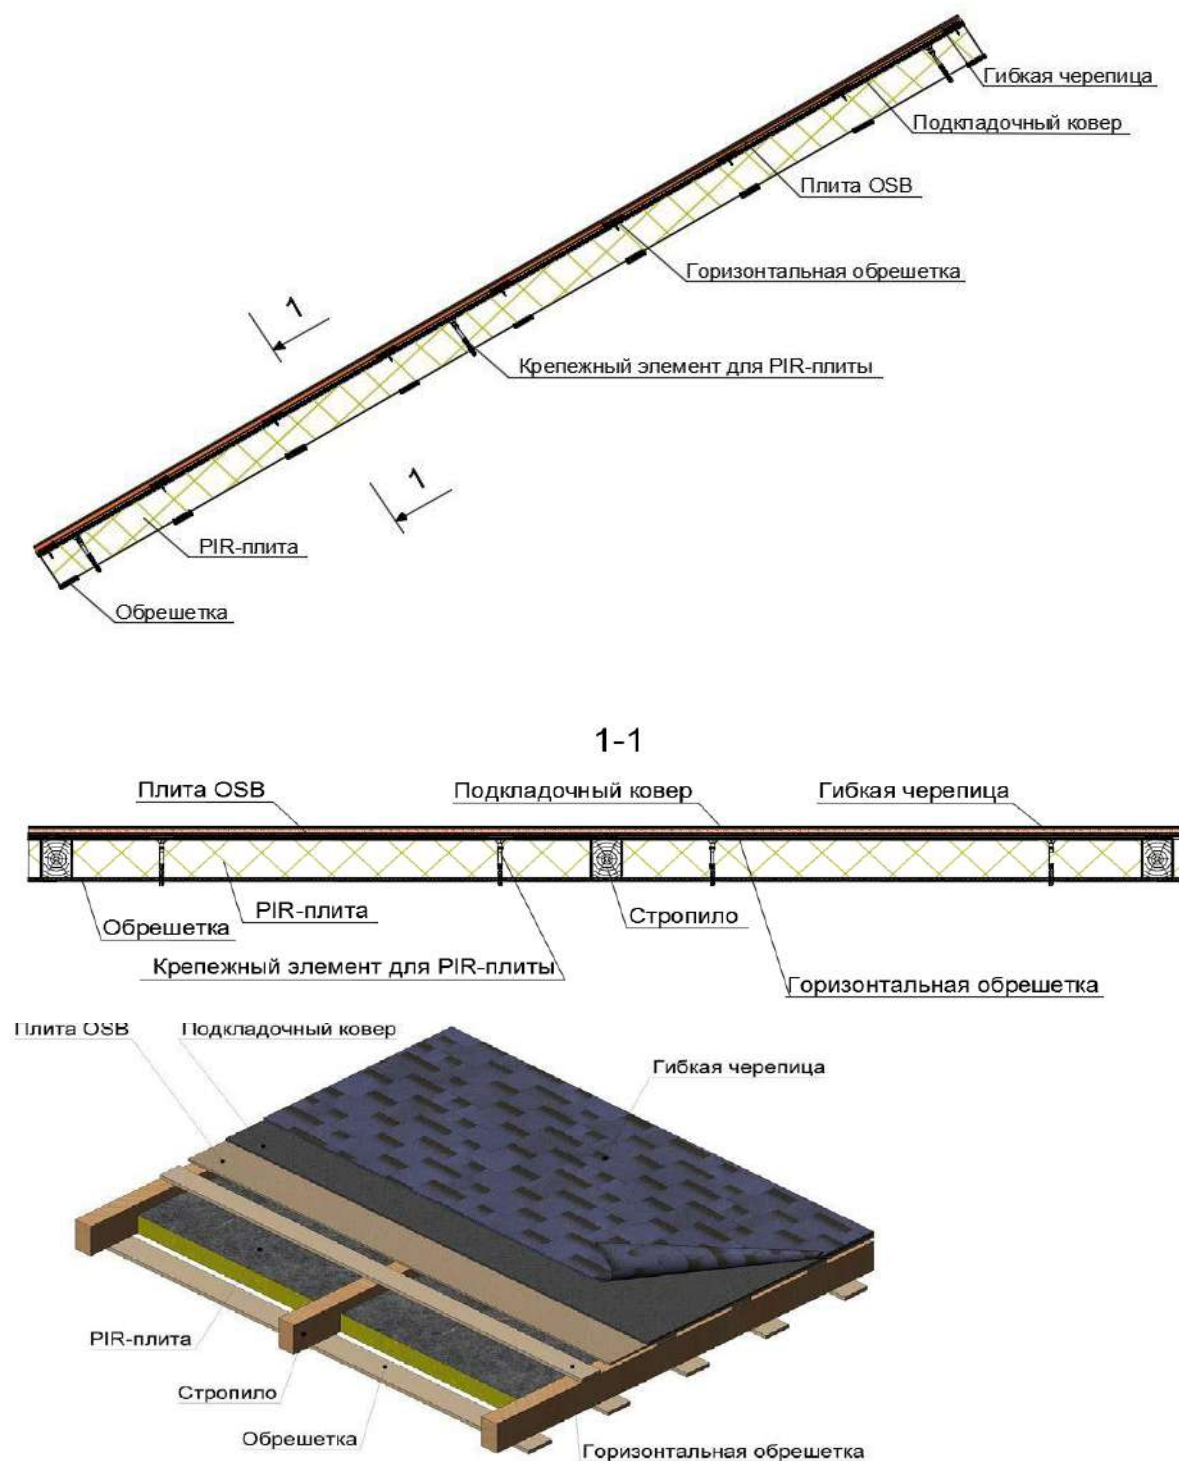 Гибкая черепица
Подкладочный ковер
Плита OSB
Горизонтальная обрешетка
1
Крепежный элемент для PIR-плиты
1
PIR-плита
Обрешетка
1-1
Плита OSB
Подкладочный ковер
Гибкая черепица
Обрешетка
PIR-плита
Стропило
Крепежный элемент для PIR-плиты
Горизонтальная обрешетка
Плита OSB
Подкладочный ковер
Гибкая черепица
PIR-плита
Стропило
Обрешетка
Горизонтальная обрешетка